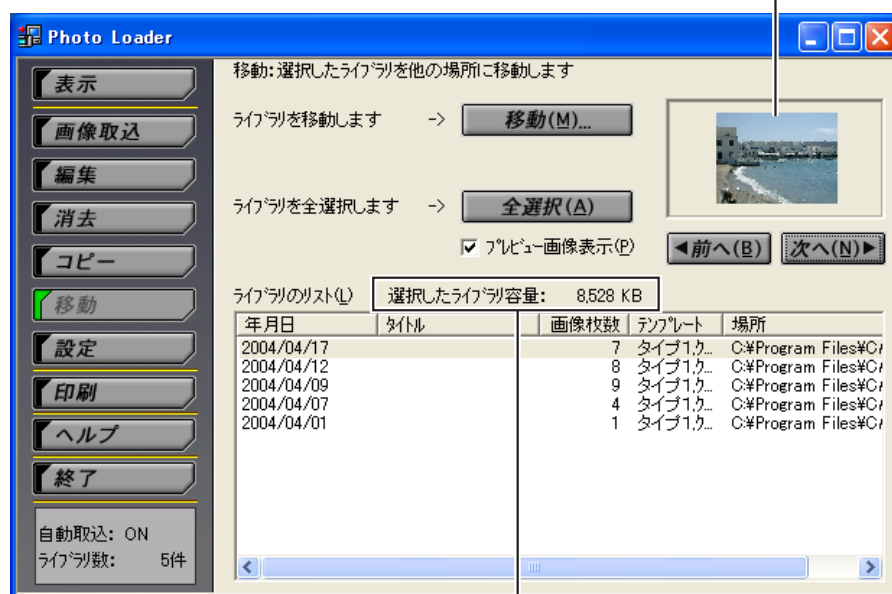 Photo Loader
表示
画像取込
編集
消去
コピー
移動
設定
印刷
ヘルプ
終了
自動取込: ON
ライブラリ数: 5件
移動:選択したライブラリを他の場所に移動します
ライブラリを移動します -> 移動(M)...
ライブラリを全選択します -> 全選択(A)
プレビュー画像表示(P)
◀前へ(B) 次へ(N)▶
ライブラリのリスト(L) 選択したライブラリ容量: 8,528 KB
年月日 タイトル 画像枚数 テンプレート 場所
2004/04/17 7 タイプ1,ク... C:¥Program Files¥CA
2004/04/12 8 タイプ1,ク... C:¥Program Files¥CA
2004/04/09 9 タイプ1,ク... C:¥Program Files¥CA
2004/04/07 4 タイプ1,ク... C:¥Program Files¥CA
2004/04/01 1 タイプ1,ク... C:¥Program Files¥CA